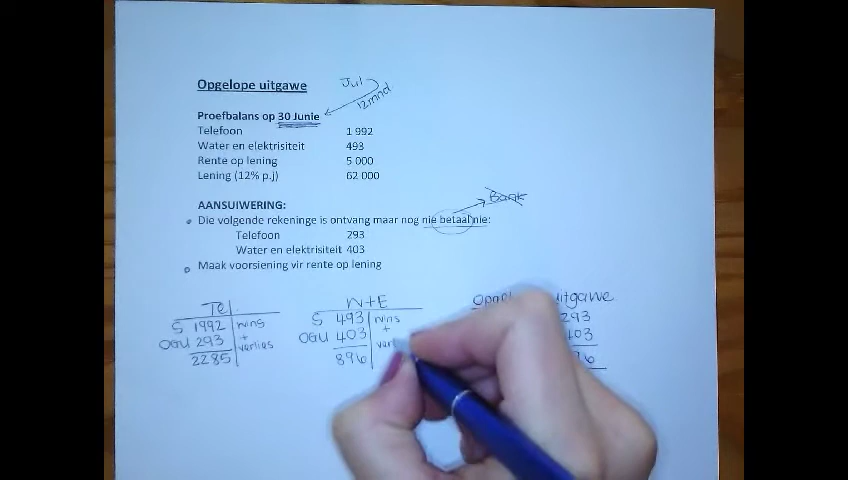 Opgelope uitgawe
Jul
12mnd
Proefbalans op 30 Junie
Telefoon 1 992
Water en elektrisiteit 493
Rente op lening 5 000
Lening (12% p.j) 62 000
Bank
AANSUIWERING:
Die volgende rekeninge is ontvang maar nog nie betaal nie:
Telefoon 293
Water en elektrisiteit 403
Maak voorsiening vir rente op lening
Tel.
S 1992 wins
+
OGU 293 verlies
2285
W+E
S 493 wins
+
OGU 403
896
uitgawe
293
403